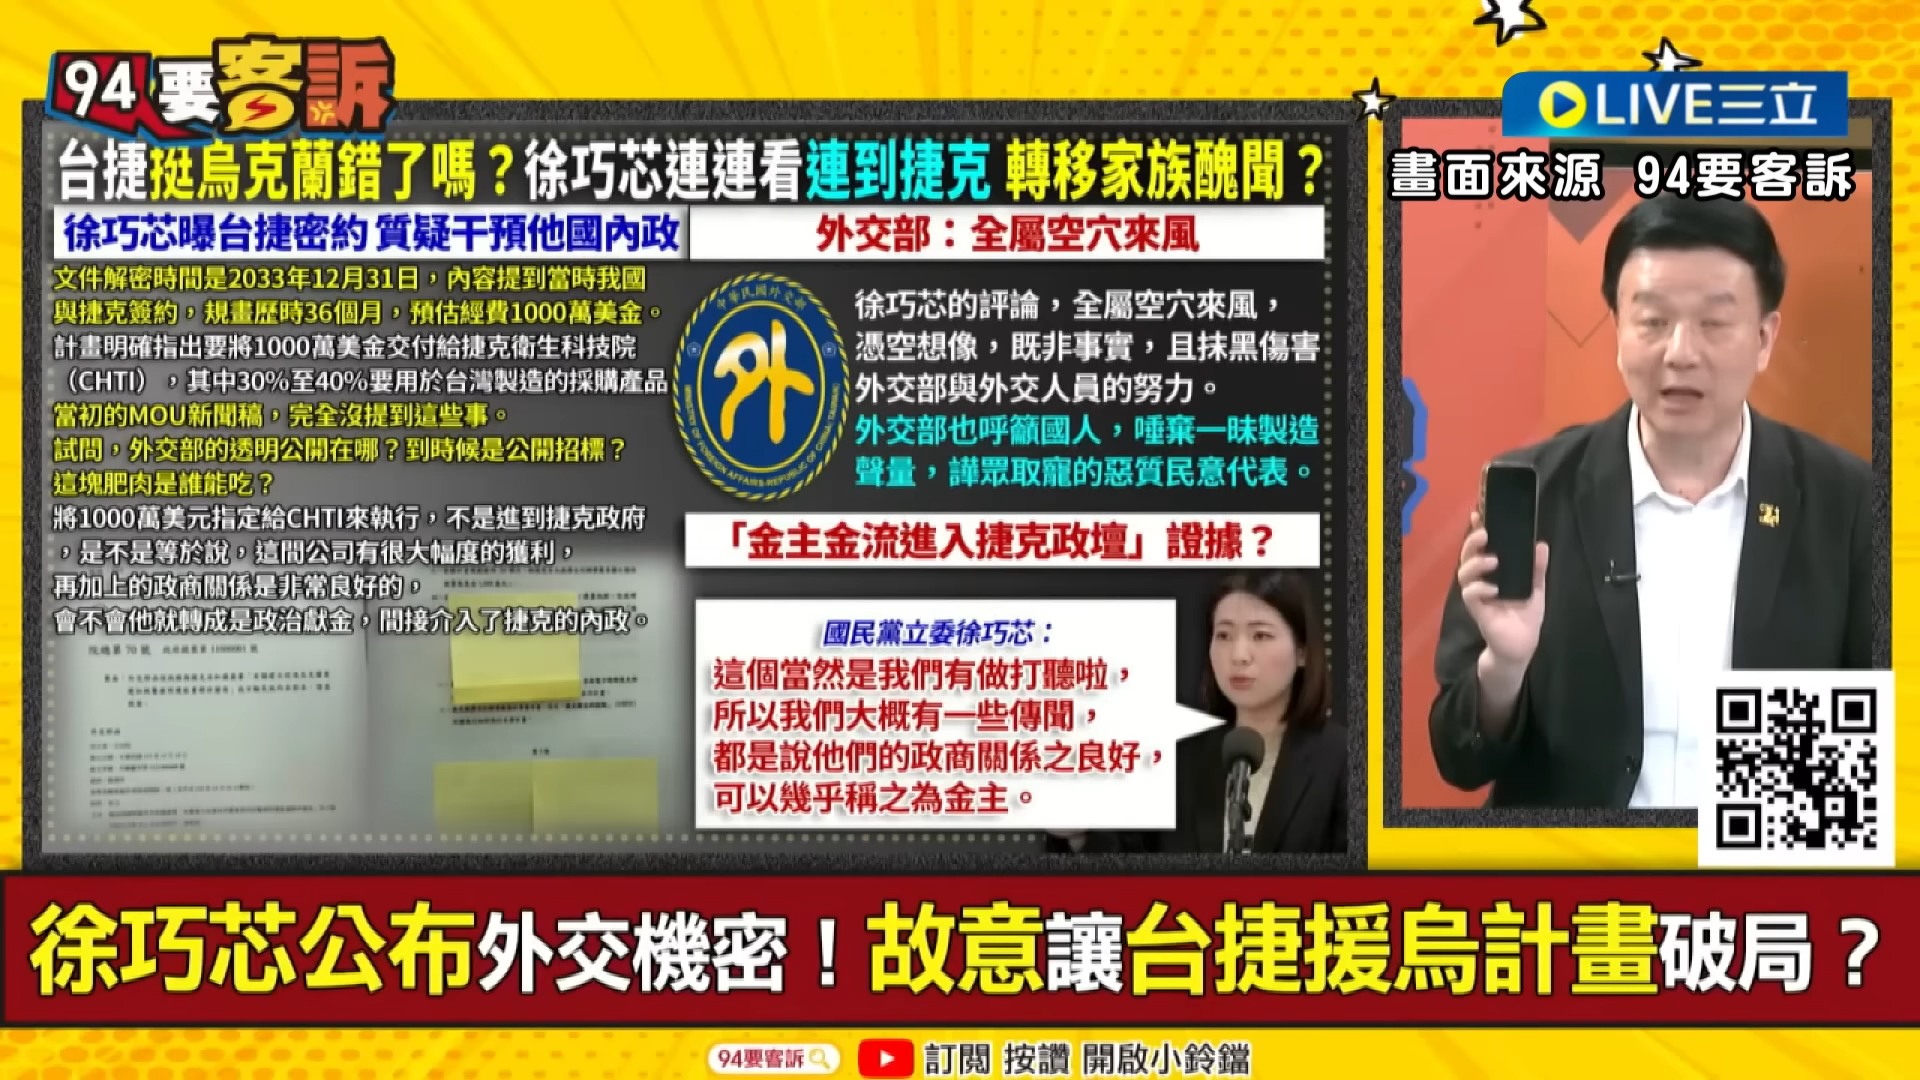 94要客訴
LIVE三立
畫面來源 94要客訴
台捷挺烏克蘭錯了嗎？徐巧芯連連看連到捷克 轉移家族醜聞？
徐巧芯曝台捷密約 質疑干預他國內政
文件解密時間是2033年12月31日，內容提到當時我國
與捷克簽約，規畫歷時36個月，預估經費1000萬美金。
計畫明確指出要將1000萬美金交付給捷克衛生科技院
（CHTI），其中30%至40%要用於台灣製造的採購產品
當初的MOU新聞稿，完全沒提到這些事。
試問，外交部的透明公開在哪？到時候是公開招標？
這塊肥肉是誰能吃？
將1000萬美元指定給CHTI來執行，不是進到捷克政府
，是不是等於說，這間公司有很大幅度的獲利，
再加上的政商關係是非常良好的，
會不會他就轉成是政治獻金，間接介入了捷克的內政。
外交部：全屬空穴來風
中華民國外交部
外
MINISTRY OF FOREIGN AFFAIRS·REPUBLIC OF CHINA (TAIWAN)
徐巧芯的評論，全屬空穴來風，
憑空想像，既非事實，且抹黑傷害
外交部與外交人員的努力。
外交部也呼籲國人，唾棄一昧製造
聲量，譁眾取寵的惡質民意代表。
「金主金流進入捷克政壇」證據？
國民黨立委徐巧芯：
這個當然是我們有做打聽啦，
所以我們大概有一些傳聞，
都是說他們的政商關係之良好，
可以幾乎稱之為金主。
徐巧芯公布外交機密！故意讓台捷援烏計畫破局？
94要客訴
訂閱 按讚 開啟小鈴鐺